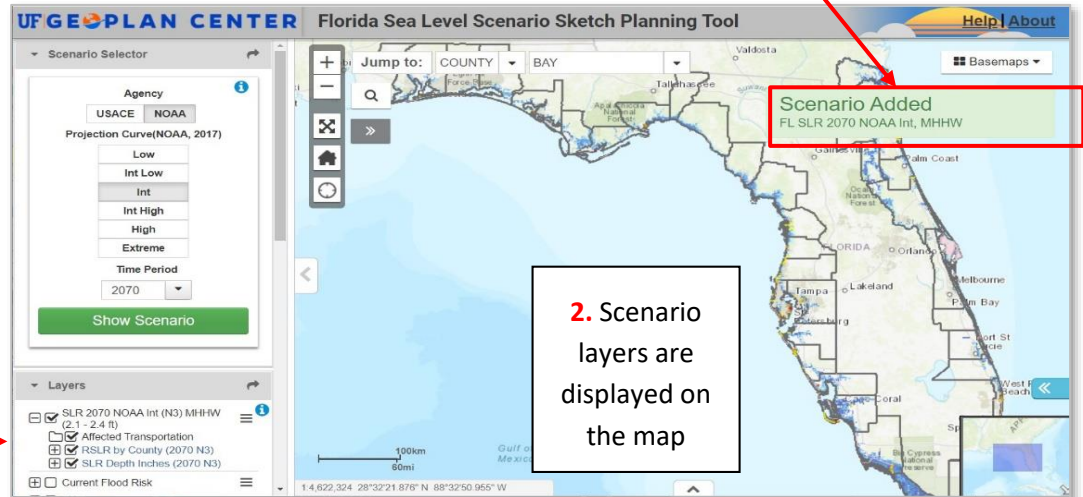 UF GEOPLAN CENTER Florida Sea Level Scenario Sketch Planning Tool Help | About
Scenario Selector
Agency
USACE NOAA
Projection Curve(NOAA, 2017)
Low
Int Low
Int
Int High
High
Extreme
Time Period
2070
Show Scenario
Layers
SLR 2070 NOAA Int (N3) MHHW
(2.1 - 2.4 ft)
Affected Transportation
RSLR by County (2070 N3)
SLR Depth Inches (2070 N3)
Current Flood Risk
Jump to: COUNTY BAY
Basemaps
Scenario Added
FL SLR 2070 NOAA Int, MHHW
Valdosta
Tallahassee
Apalachicola
National
Forest
Gainesville
Palm Coast
Ocala
National
Forest
FLORIDA
Orlando
Melbourne
Palm Bay
Tampa
Lakeland
St
Petersburg
Port St
Lucie
West
Beach
Cape Coral
Big Cypress
National
Preserve
Gulf of
Mexico
2. Scenario
layers are
displayed on
the map
100km
60mi
1:4,622,324 28°32'21.876" N 88°32'50.955" W